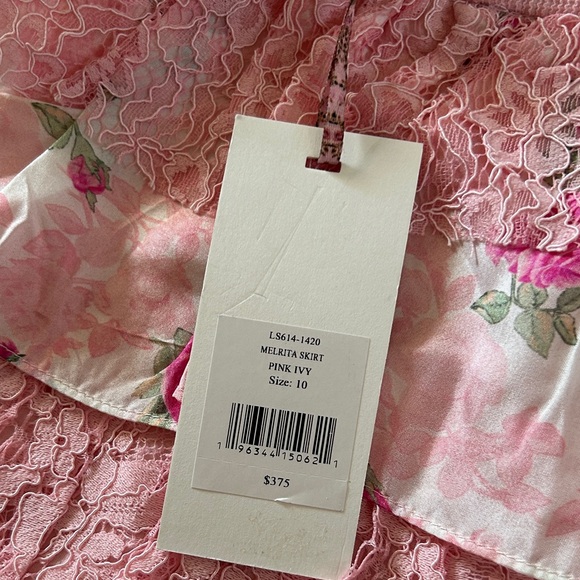 LS614-1420
MELRITA SKIRT
PINK IVY
Size: 10
1 96344 15062 1
$375